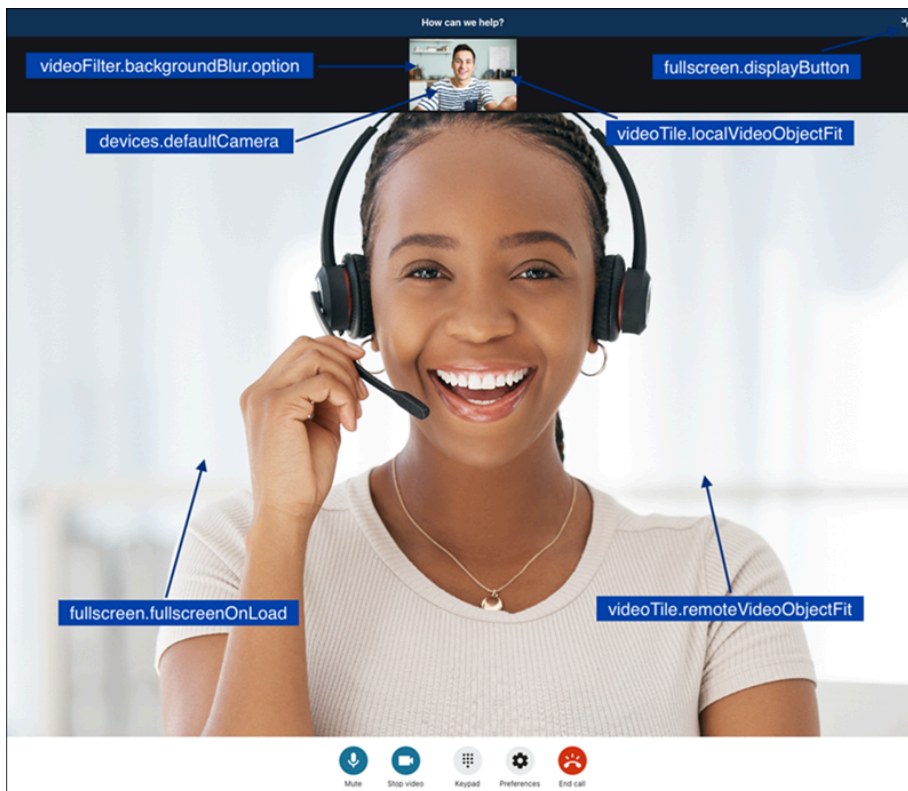 How can we help?
videoFilter.backgroundBlur.option
fullscreen.displayButton
devices.defaultCamera
videoTile.localVideoObjectFit
fullscreen.fullscreenOnLoad
videoTile.remoteVideoObjectFit
Mute Stop video Keypad Preferences End call